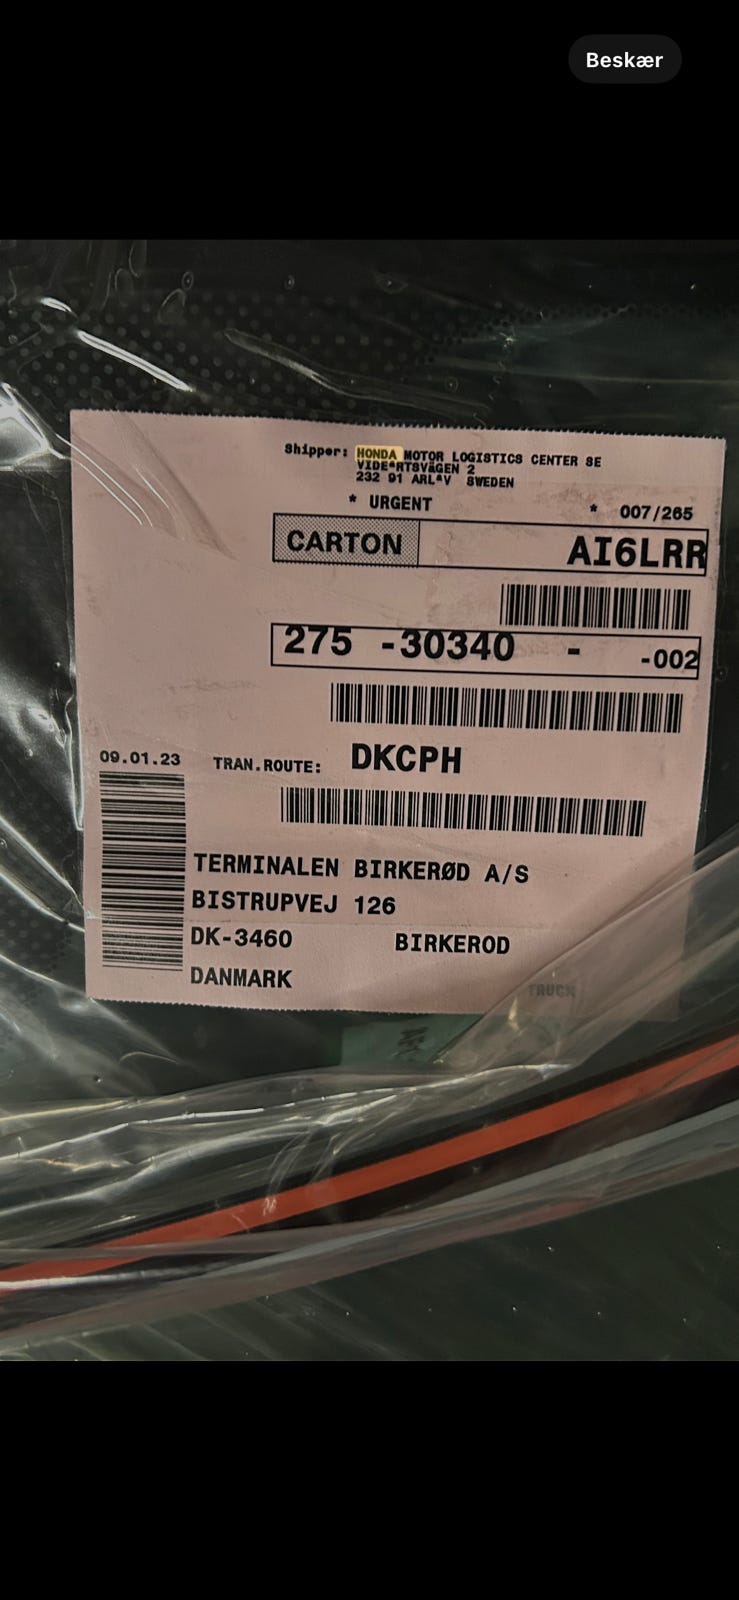 Beskær
Shipper: HONDA MOTOR LOGISTICS CENTER SE
VIDE*RTSVäGEN 2
232 91 ARL*V SWEDEN
* URGENT * 007/265
CARTON AI6LRR
275 -30340 - -002
09.01.23 TRAN.ROUTE: DKCPH
TERMINALEN BIRKERØD A/S
BISTRUPVEJ 126
DK-3460 BIRKEROD
DANMARK
TRUCK